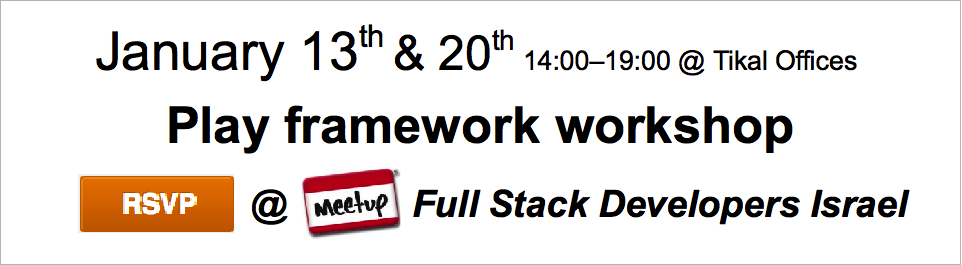 January 13th & 20th 14:00–19:00 @ Tikal Offices
Play framework workshop
RSVP @ meetup Full Stack Developers Israel